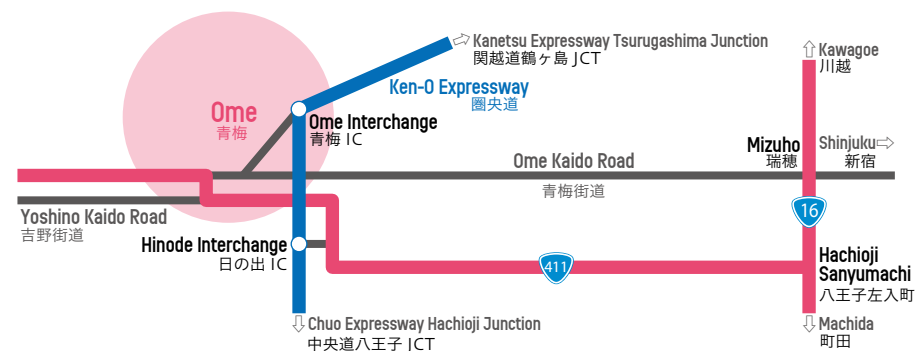 Kanetsu Expressway Tsurugashima Junction
関越道鶴ヶ島 JCT
Kawagoe
川越
Ken-O Expressway
圏央道
Ome
青梅
Ome Interchange
青梅 IC
Mizuho
瑞穂
Shinjuku
新宿
Ome Kaido Road
青梅街道
Yoshino Kaido Road
吉野街道
16
Hinode Interchange
日の出 IC
411
Hachioji
Sanyumachi
八王子左入町
Chuo Expressway Hachioji Junction
中央道八王子 JCT
Machida
町田